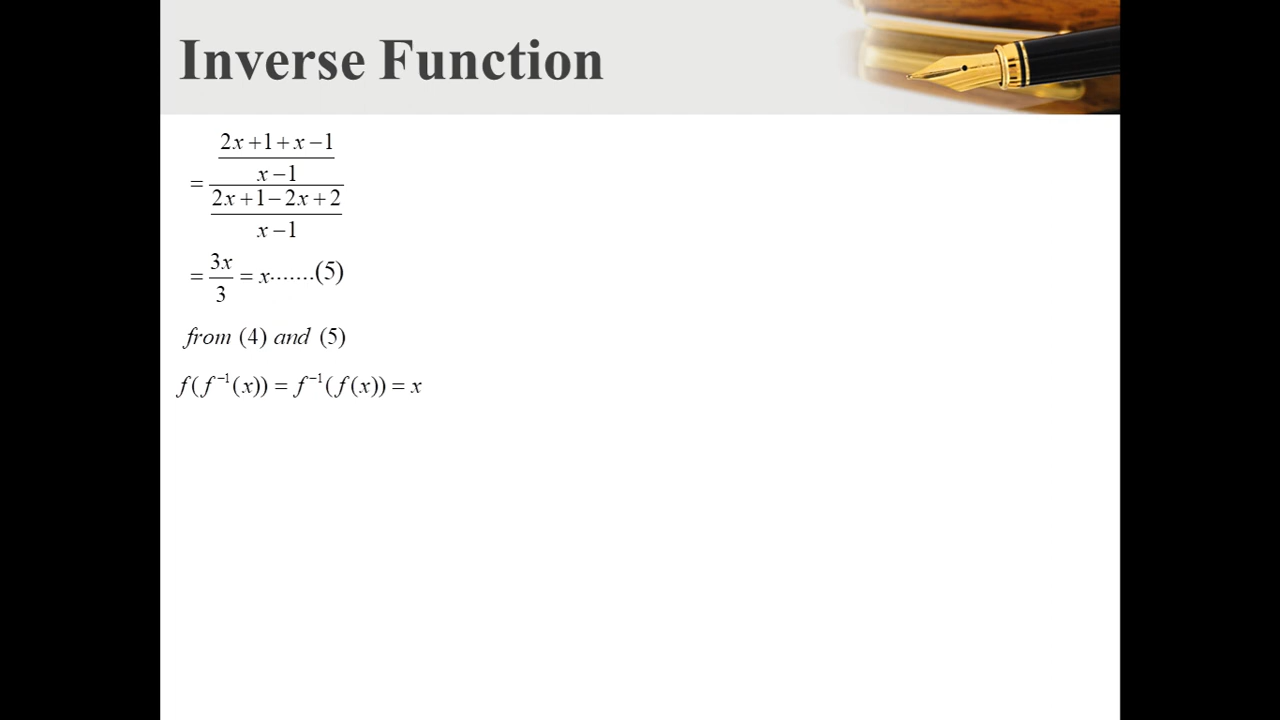 Inverse Function
2x+1+x−1
x−1
=
2x+1−2x+2
x−1
= 3x/3 = x.......(5)
from (4) and (5)
f(f⁻¹(x)) = f⁻¹(f(x)) = x